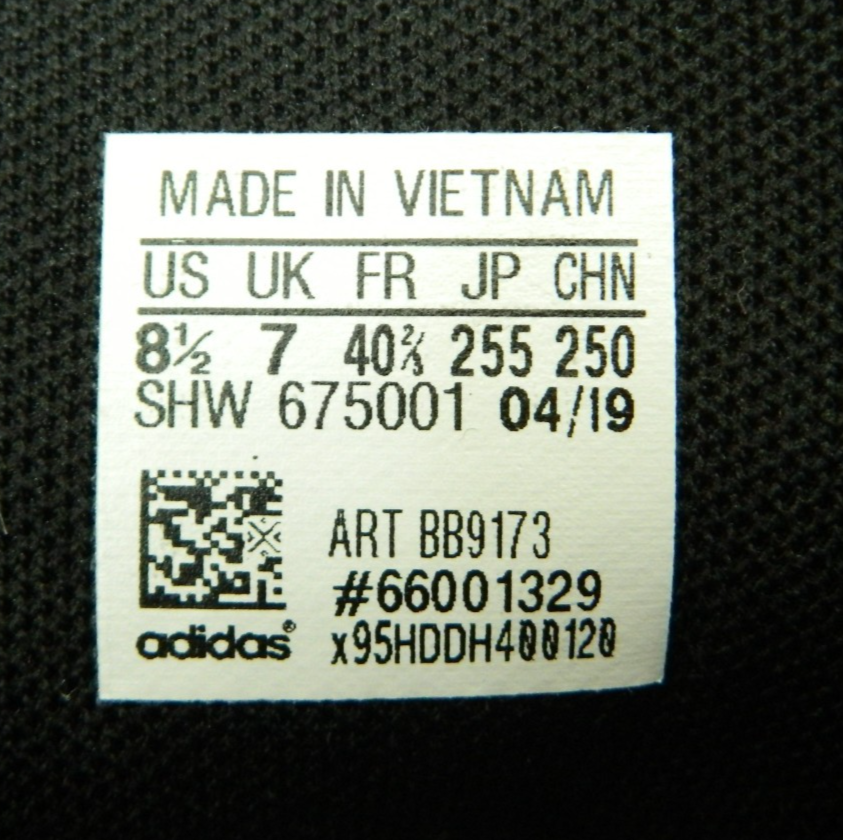 MADE IN VIETNAM
US UK FR JP CHN
8½ 7 40⅔ 255 250
SHW 675001 04/19
ART BB9173
#66001329
adidas®
x95HDDH400120